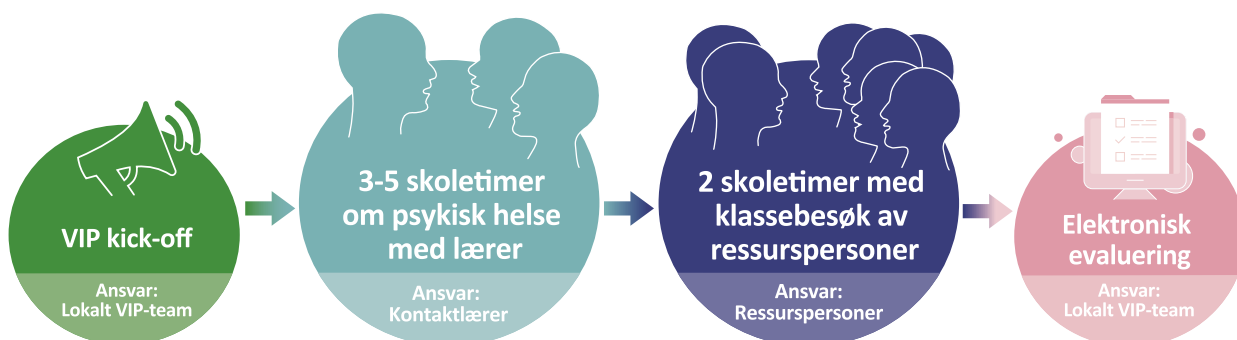 VIP kick-off
Ansvar:
Lokalt VIP-team
3-5 skoletimer
om psykisk helse
med lærer
Ansvar:
Kontaktlærer
2 skoletimer med
klassebesøk av
ressurspersoner
Ansvar:
Ressurspersoner
Elektronisk
evaluering
Ansvar:
Lokalt VIP-team